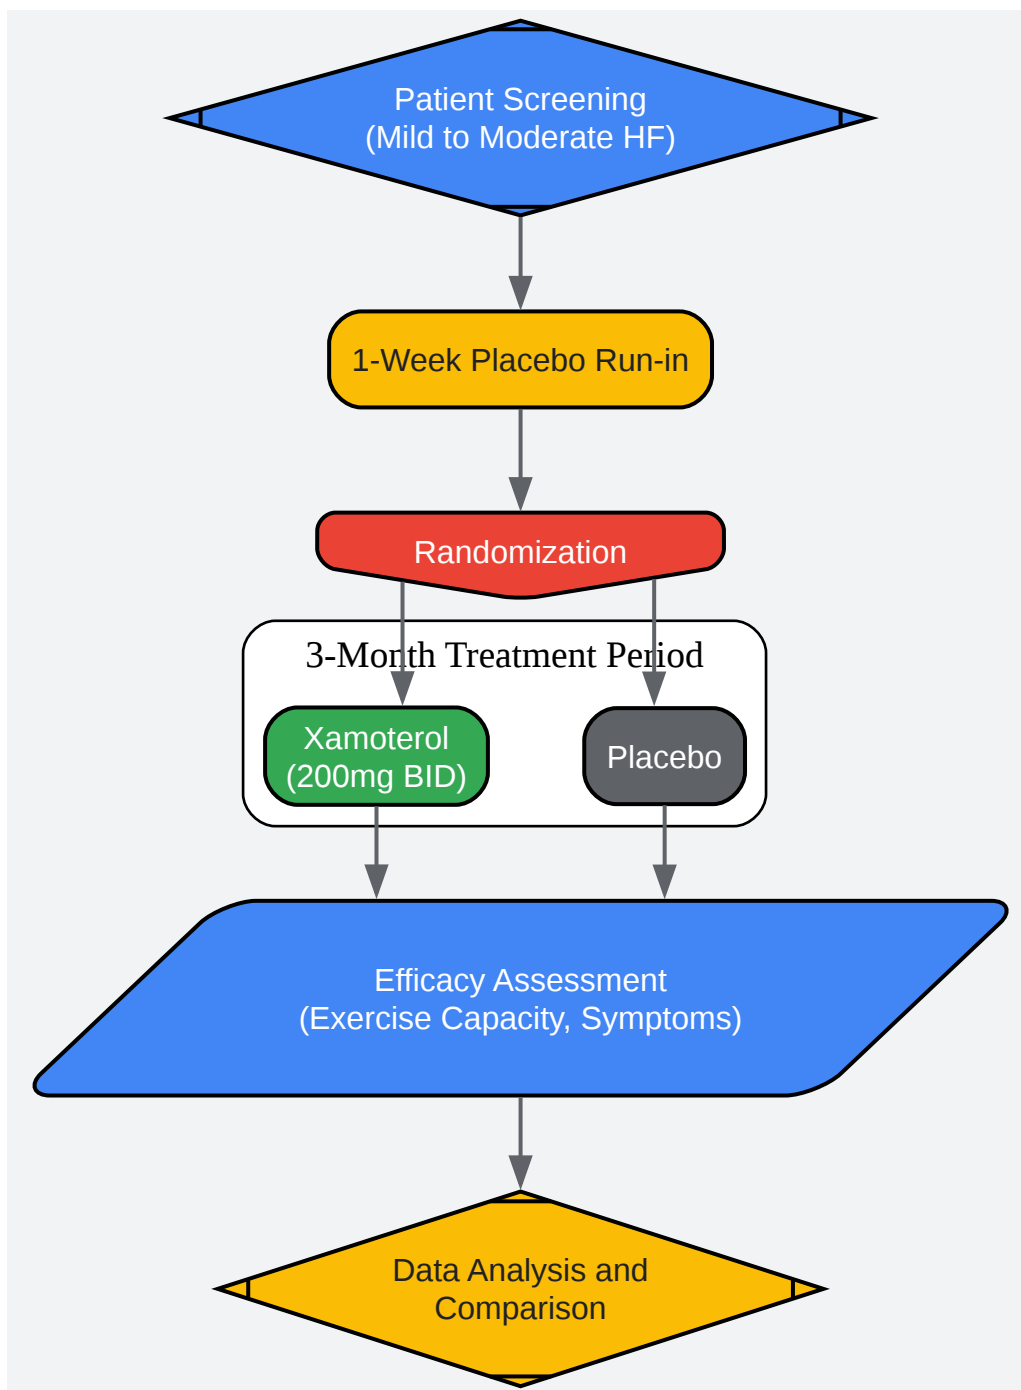 Patient Screening
(Mild to Moderate HF)
1-Week Placebo Run-in
Randomization
3-Month Treatment Period
Xamoterol
(200mg BID)
Placebo
Efficacy Assessment
(Exercise Capacity, Symptoms)
Data Analysis and
Comparison